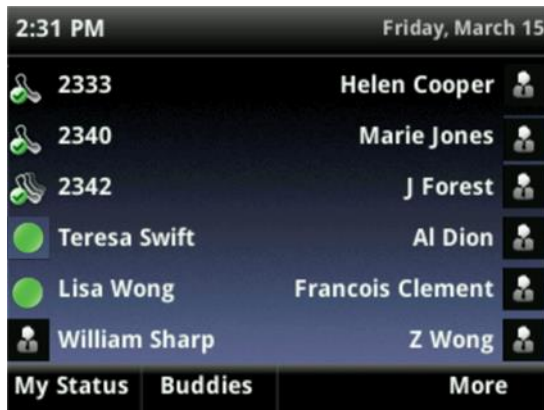 2:31 PM Friday, March 15
2333 Helen Cooper
2340 Marie Jones
2342 J Forest
Teresa Swift Al Dion
Lisa Wong Francois Clement
William Sharp Z Wong
My Status Buddies More